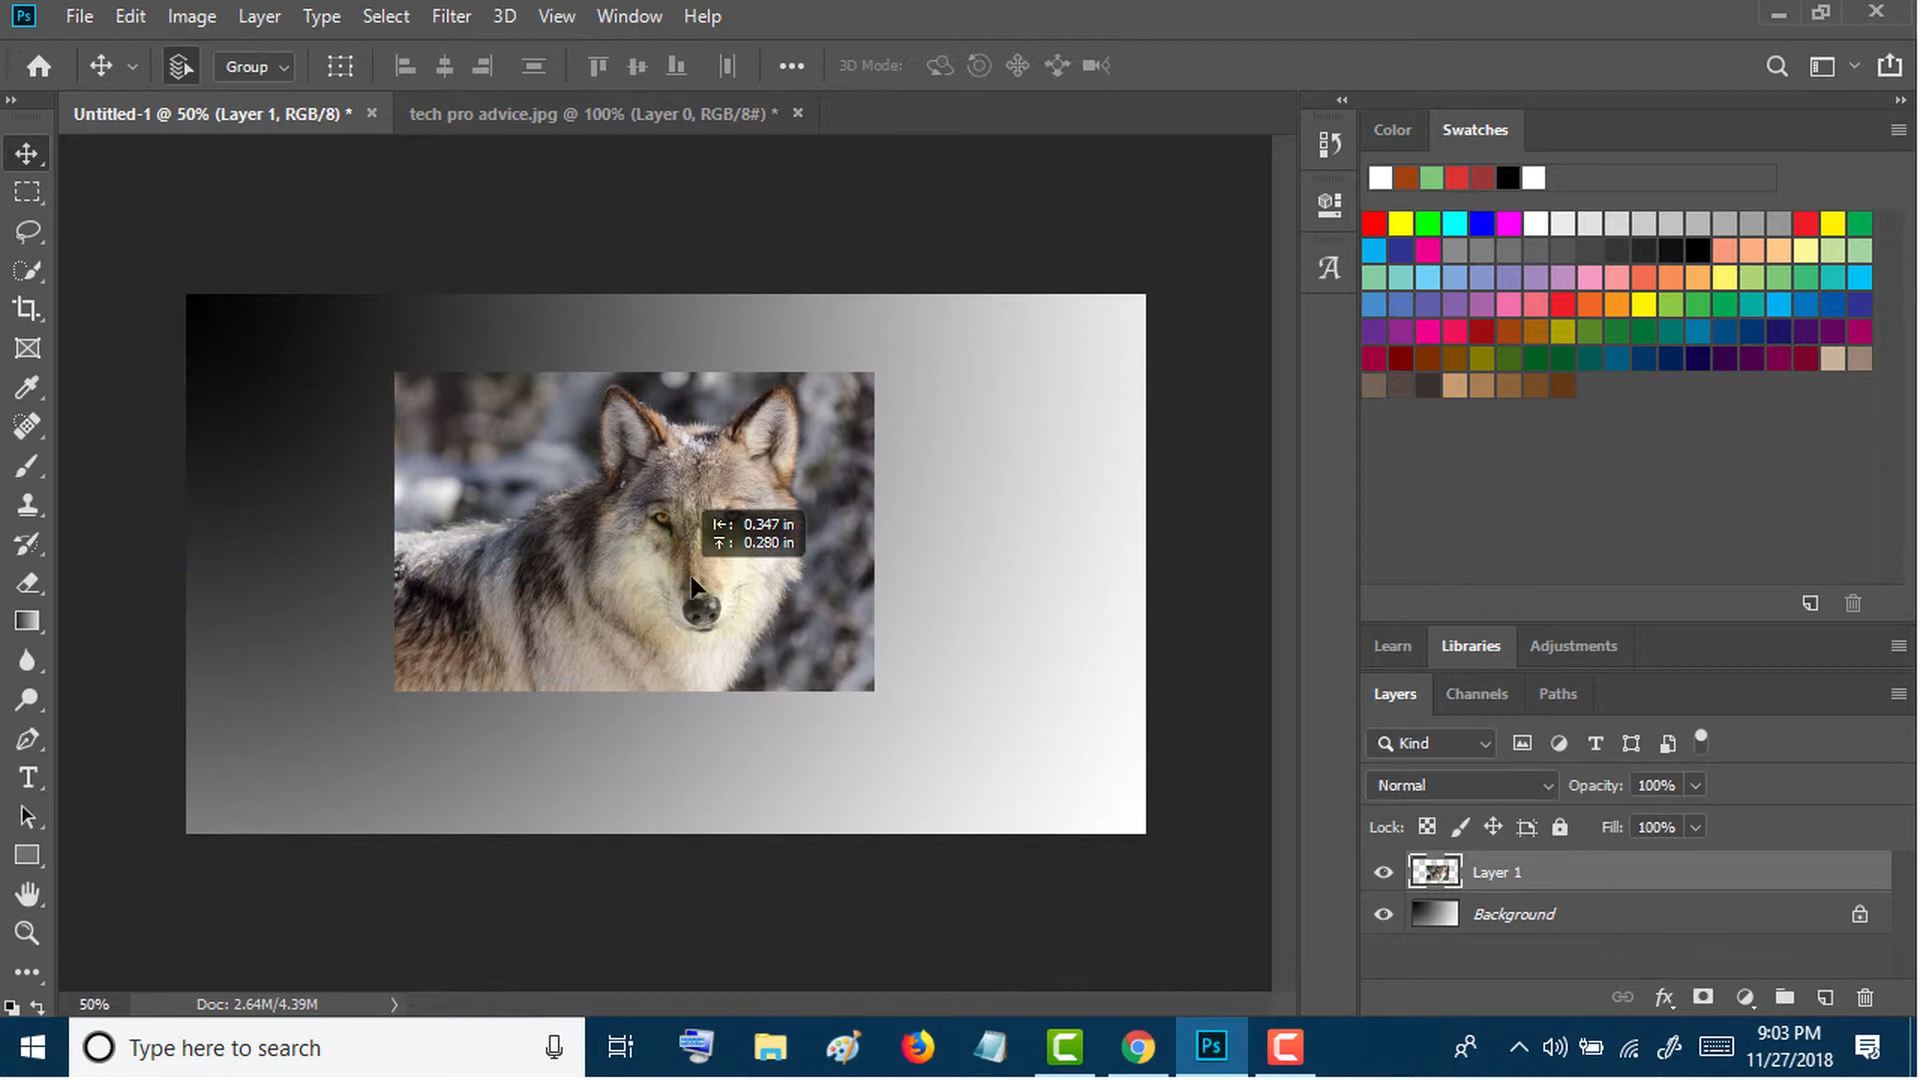 Ps File Edit Image Layer Type Select Filter 3D View Window Help
Group 3D Mode:
Untitled-1 @ 50% (Layer 1, RGB/8) * tech pro advice.jpg @ 100% (Layer 0, RGB/8#) *
Color Swatches
A
0.347 in
0.280 in
Learn Libraries Adjustments
Layers Channels Paths
Kind T
Normal Opacity: 100%
Lock: Fill: 100%
Layer 1
Background
T
fx
50% Doc: 2.64M/4.39M
Type here to search
Ps
9:03 PM
11/27/2018